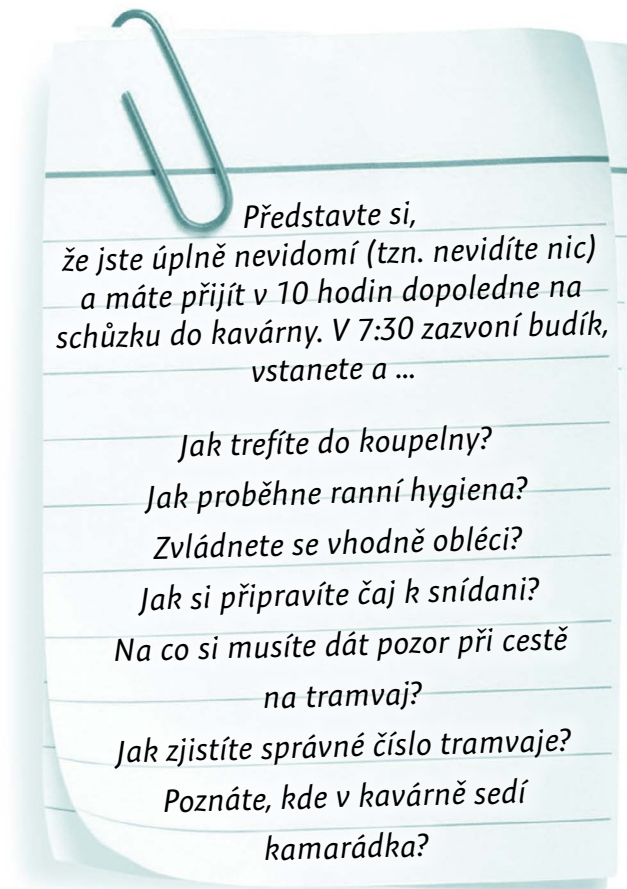 Představte si,
že jste úplně nevidomí (tzn. nevidíte nic)
a máte přijít v 10 hodin dopoledne na
schůzku do kavárny. V 7:30 zazvoní budík,
vstanete a ...
Jak trefíte do koupelny?
Jak proběhne ranní hygiena?
Zvládnete se vhodně obléci?
Jak si připravíte čaj k snídani?
Na co si musíte dát pozor při cestě
na tramvaj?
Jak zjistíte správné číslo tramvaje?
Poznáte, kde v kavárně sedí
kamarádka?